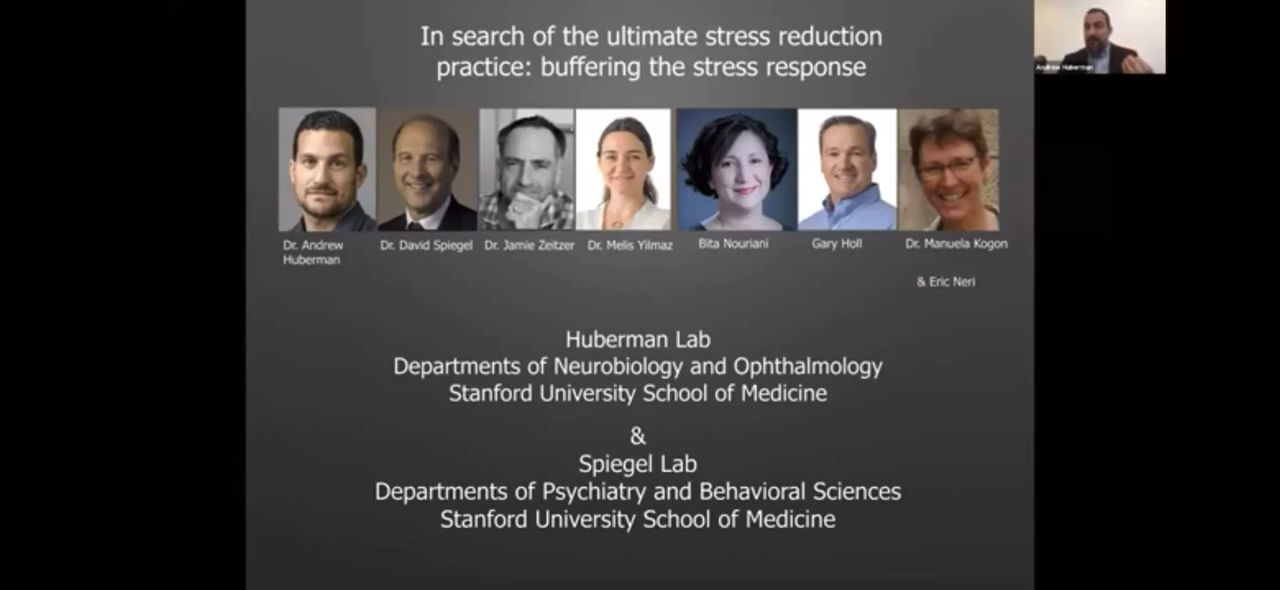 In search of the ultimate stress reduction
practice: buffering the stress response
Andrew Huberman
Dr. Andrew
Huberman
Dr. David Spiegel
Dr. Jamie Zeitzer
Dr. Melis Yilmaz
Bita Nouriani
Gary Holl
Dr. Manuela Kogon
& Eric Neri
Huberman Lab
Departments of Neurobiology and Ophthalmology
Stanford University School of Medicine
&
Spiegel Lab
Departments of Psychiatry and Behavioral Sciences
Stanford University School of Medicine